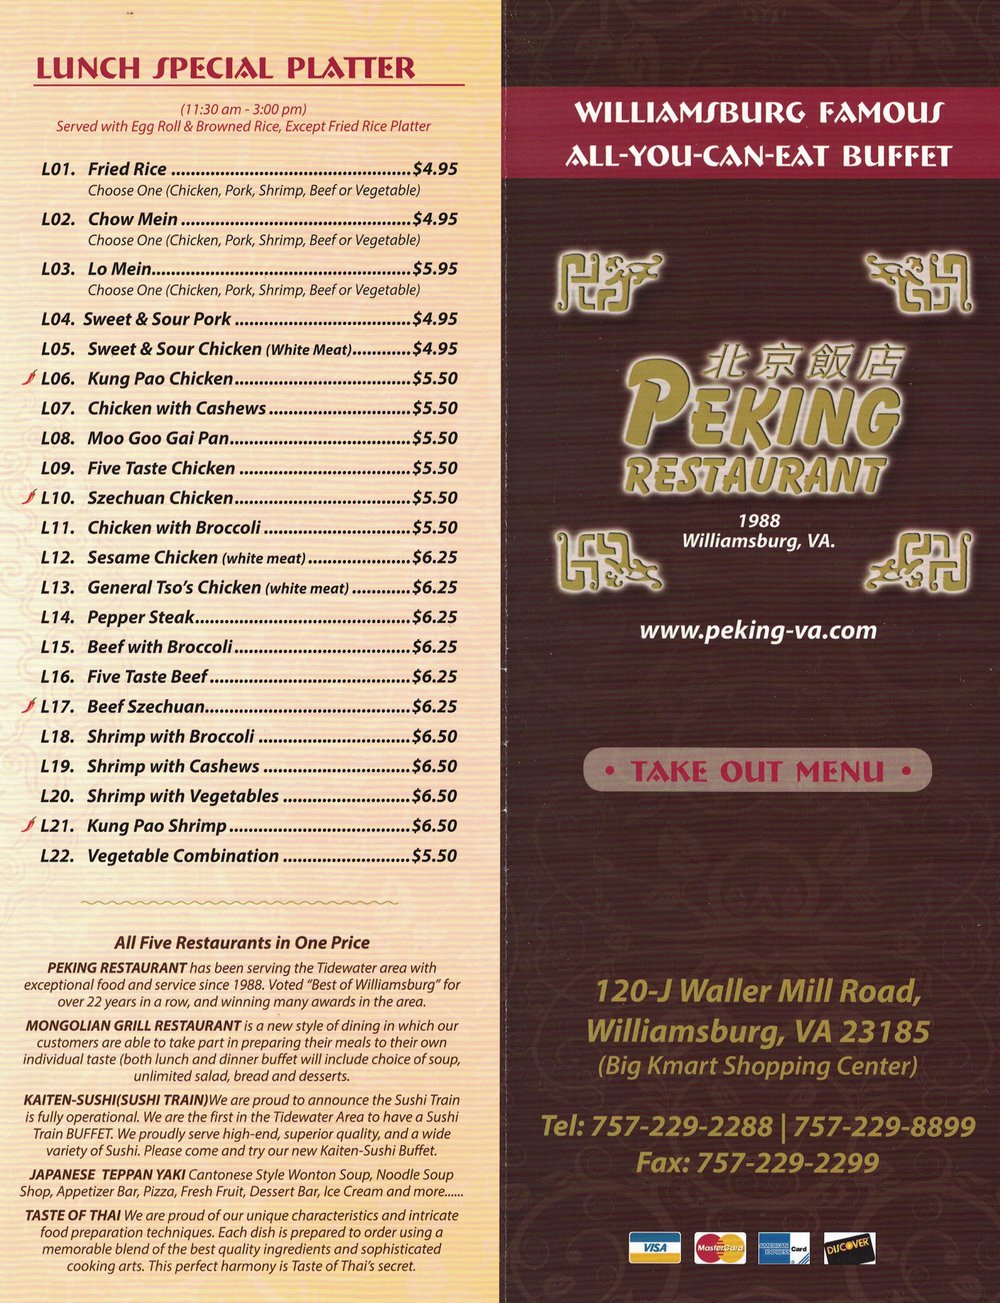 LUNCH SPECIAL PLATTER
(11:30 am - 3:00 pm)
Served with Egg Roll & Browned Rice, Except Fried Rice Platter
L01. Fried Rice ................................................$4.95
Choose One (Chicken, Pork, Shrimp, Beef or Vegetable)
L02. Chow Mein ..............................................$4.95
Choose One (Chicken, Pork, Shrimp, Beef or Vegetable)
L03. Lo Mein....................................................$5.95
Choose One (Chicken, Pork, Shrimp, Beef or Vegetable)
L04. Sweet & Sour Pork ...................................$4.95
L05. Sweet & Sour Chicken (White Meat)............$4.95
L06. Kung Pao Chicken...................................$5.50
L07. Chicken with Cashews............................$5.50
L08. Moo Goo Gai Pan....................................$5.50
L09. Five Taste Chicken ..................................$5.50
L10. Szechuan Chicken...................................$5.50
L11. Chicken with Broccoli .............................$5.50
L12. Sesame Chicken (white meat) .....................$6.25
L13. General Tso's Chicken (white meat) ............$6.25
L14. Pepper Steak...........................................$6.25
L15. Beef with Broccoli...................................$6.25
L16. Five Taste Beef........................................$6.25
L17. Beef Szechuan.........................................$6.25
L18. Shrimp with Broccoli ..............................$6.50
L19. Shrimp with Cashews .............................$6.50
L20. Shrimp with Vegetables .........................$6.50
L21. Kung Pao Shrimp....................................$6.50
L22. Vegetable Combination .........................$5.50
All Five Restaurants in One Price
PEKING RESTAURANT has been serving the Tidewater area with
exceptional food and service since 1988. Voted "Best of Williamsburg" for
over 22 years in a row, and winning many awards in the area.
MONGOLIAN GRILL RESTAURANT is a new style of dining in which our
customers are able to take part in preparing their meals to their own
individual taste (both lunch and dinner buffet will include choice of soup,
unlimited salad, bread and desserts.
KAITEN-SUSHI(SUSHI TRAIN)We are proud to announce the Sushi Train
is fully operational. We are the first in the Tidewater Area to have a Sushi
Train BUFFET. We proudly serve high-end, superior quality, and a wide
variety of Sushi. Please come and try our new Kaiten-Sushi Buffet.
JAPANESE TEPPAN YAKI Cantonese Style Wonton Soup, Noodle Soup
Shop, Appetizer Bar, Pizza, Fresh Fruit, Dessert Bar, Ice Cream and more......
TASTE OF THAI We are proud of our unique characteristics and intricate
food preparation techniques. Each dish is prepared to order using a
memorable blend of the best quality ingredients and sophisticated
cooking arts. This perfect harmony is Taste of Thai's secret.
WILLIAMSBURG FAMOUS
ALL-YOU-CAN-EAT BUFFET
北京飯店
PEKING
RESTAURANT
1988
Williamsburg, VA.
www.peking-va.com
• TAKE OUT MENU •
120-J Waller Mill Road,
Williamsburg, VA 23185
(Big Kmart Shopping Center)
Tel: 757-229-2288 | 757-229-8899
Fax: 757-229-2299
VISA MasterCard AMERICAN EXPRESS Card DISCOVER